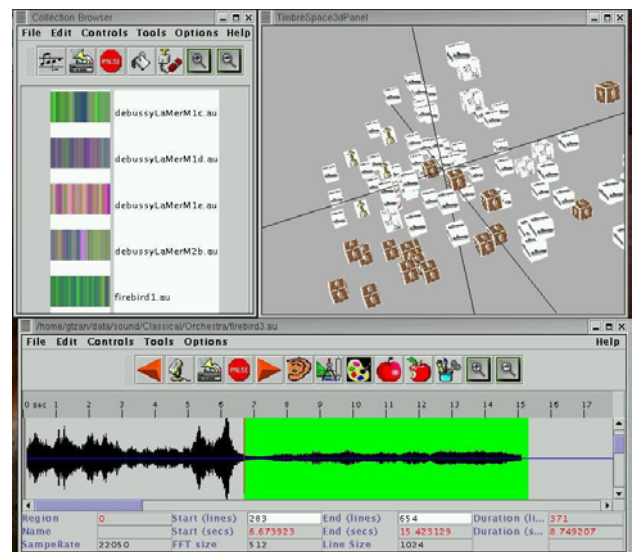 Collection Browser
File Edit Controls Tools Options Help
PAUSE
debussyLaMerM1c.au
debussyLaMerM1d.au
debussyLaMerM1e.au
debussyLaMerM2b.au
firebird1.au
TimbreSpace3dPanel
/home/gtzan/data/sound/Classical/Orchestra/firebird3.au
File Edit Controls Tools Options Help
PAUSE
0 sec 1 2 3 4 5 6 7 8 9 10 11 12 13 14 15 16 17
Region 0 Start (lines) 283 End (lines) 654 Duration (li... 371
Name Start (secs) 6.673923 End (secs) 15.423129 Duration (s... 8.749207
SampeRate 22050 FFT size 512 Line Size 1024